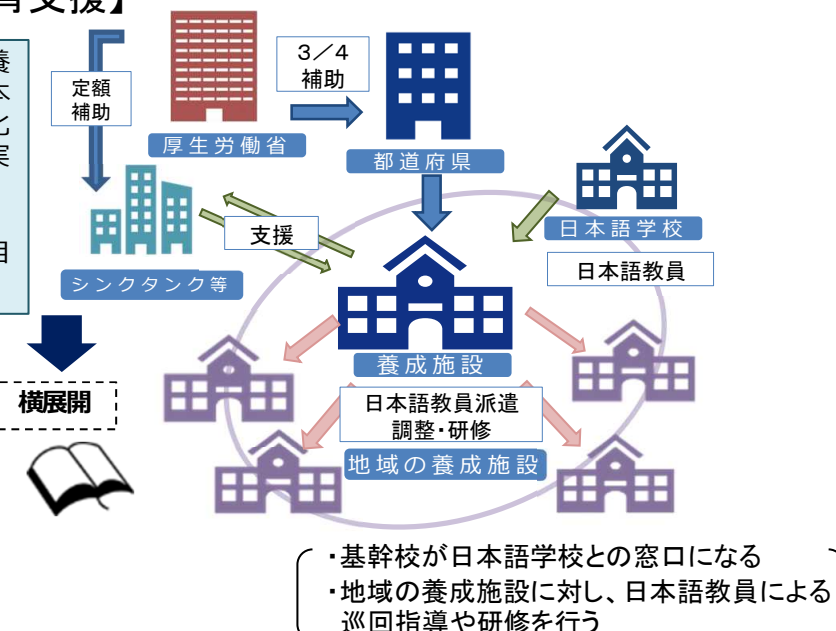 育支援】
養
本
化
実
目
定額
補助
3／4
補助
厚生労働省
都道府県
シンクタンク等
支援
日本語学校
日本語教員
養成施設
日本語教員派遣
調整・研修
地域の養成施設
横展開
・基幹校が日本語学校との窓口になる
・地域の養成施設に対し、日本語教員による
巡回指導や研修を行う